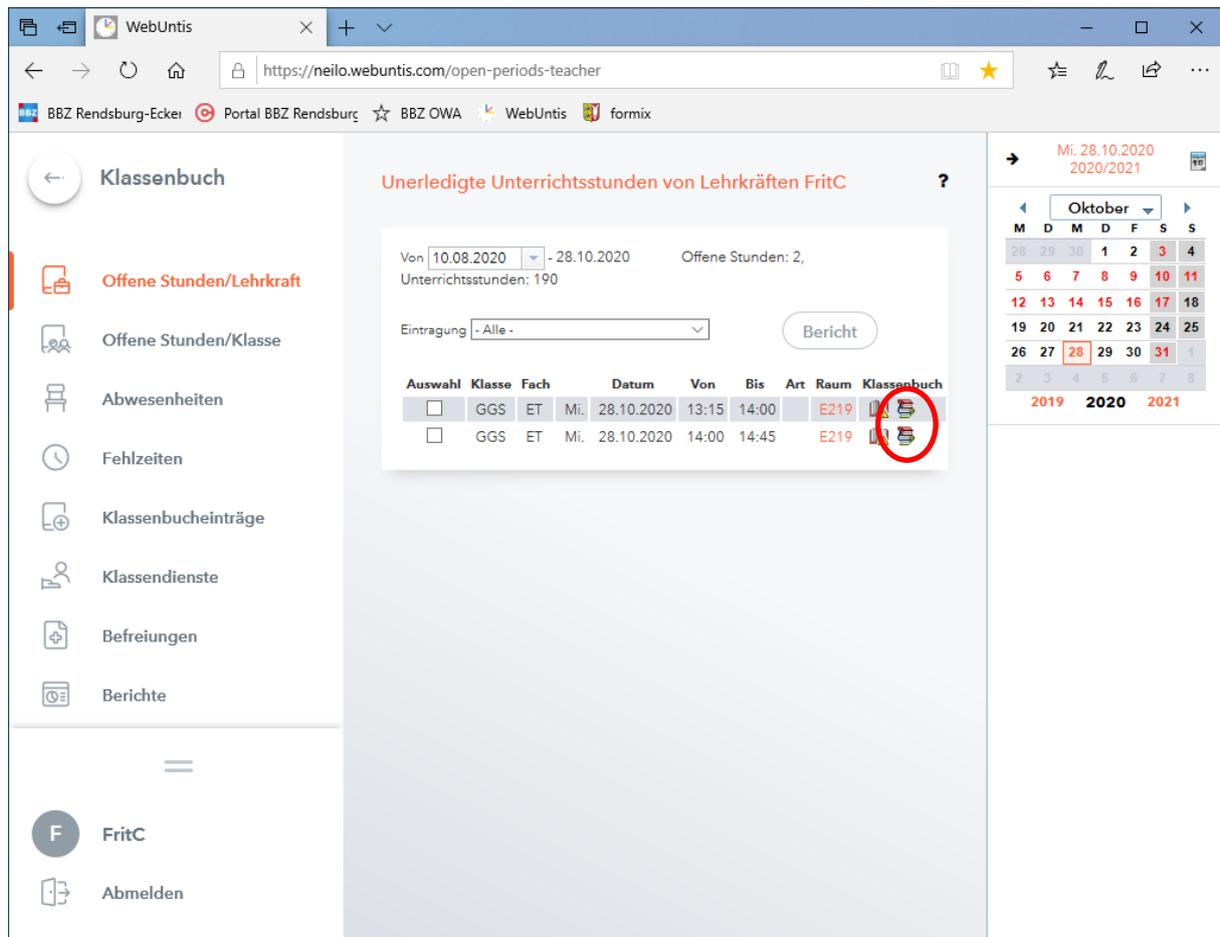 WebUntis
https://neilo.webuntis.com/open-periods-teacher
BBZ Rendsburg-Ecker Portal BBZ Rendsburg BBZ OWA WebUntis formix
Klassenbuch
Offene Stunden/Lehrkraft
Offene Stunden/Klasse
Abwesenheiten
Fehlzeiten
Klassenbucheinträge
Klassendienste
Befreiungen
Berichte
F FritC
Abmelden
Unerledigte Unterrichtsstunden von Lehrkräften FritC ?
Von 10.08.2020 - 28.10.2020 Offene Stunden: 2,
Unterrichtsstunden: 190
Eintragung - Alle - Bericht
Auswahl Klasse Fach Datum Von Bis Art Raum Klassenbuch
GGS ET Mi. 28.10.2020 13:15 14:00 E219
GGS ET Mi. 28.10.2020 14:00 14:45 E219
Mi. 28.10.2020
2020/2021
Oktober
M D M D F S S
28 29 30 1 2 3 4
5 6 7 8 9 10 11
12 13 14 15 16 17 18
19 20 21 22 23 24 25
26 27 28 29 30 31 1
2 3 4 5 6 7 8
2019 2020 2021